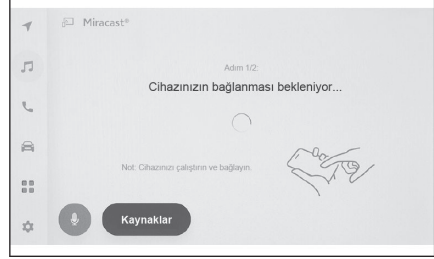 Miracast®
Adım 1/2:
Cihazınızın bağlanması bekleniyor...
Not: Cihazınızı çalıştırın ve bağlayın.
Kaynaklar